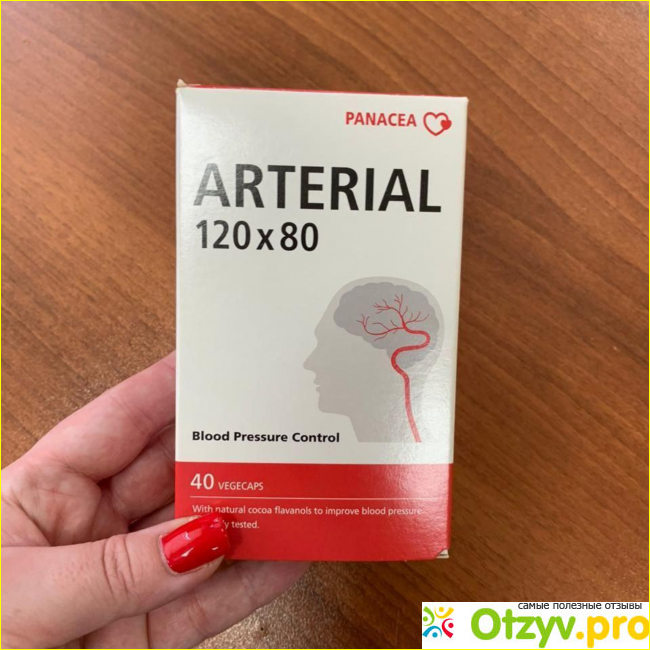 PANACEA
ARTERIAL
120 x 80
Blood Pressure Control
40 VEGECAPS
With natural cocoa flavanols to improve blood pressure
tested.
самые полезные отзывы
Otzyv.pro